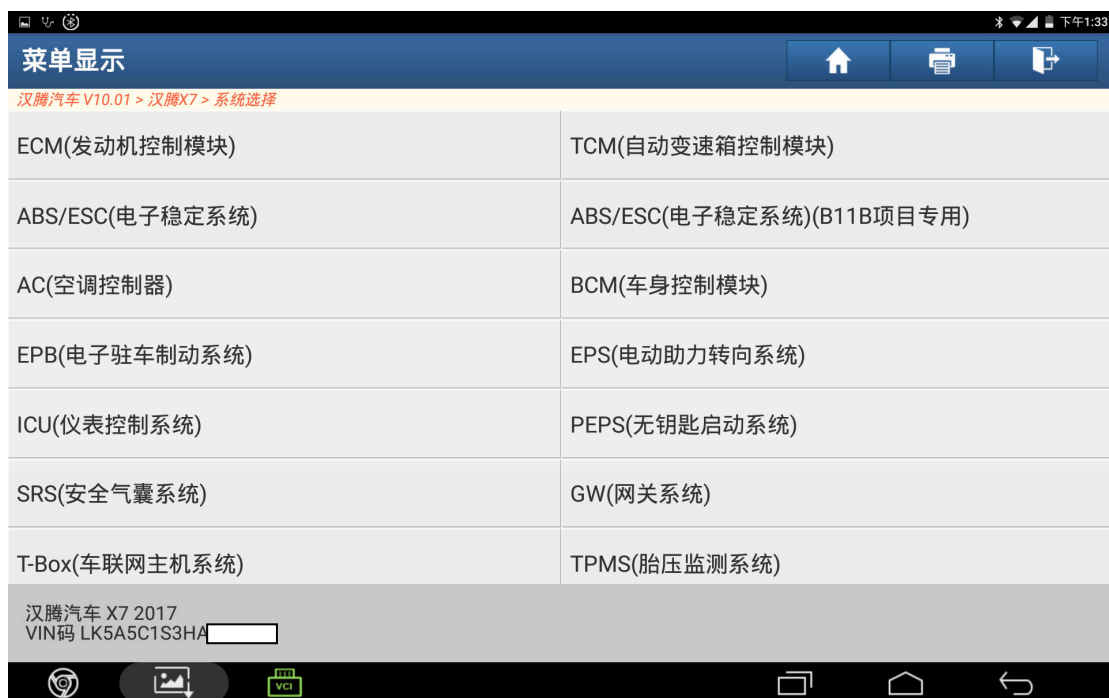 下午1:33
菜单显示
汉腾汽车 V10.01 > 汉腾X7 > 系统选择
ECM(发动机控制模块)
TCM(自动变速箱控制模块)
ABS/ESC(电子稳定系统)
ABS/ESC(电子稳定系统)(B11B项目专用)
AC(空调控制器)
BCM(车身控制模块)
EPB(电子驻车制动系统)
EPS(电动助力转向系统)
ICU(仪表控制系统)
PEPS(无钥匙启动系统)
SRS(安全气囊系统)
GW(网关系统)
T-Box(车联网主机系统)
TPMS(胎压监测系统)
汉腾汽车 X7 2017
VIN码 LK5A5C1S3HA
VCI